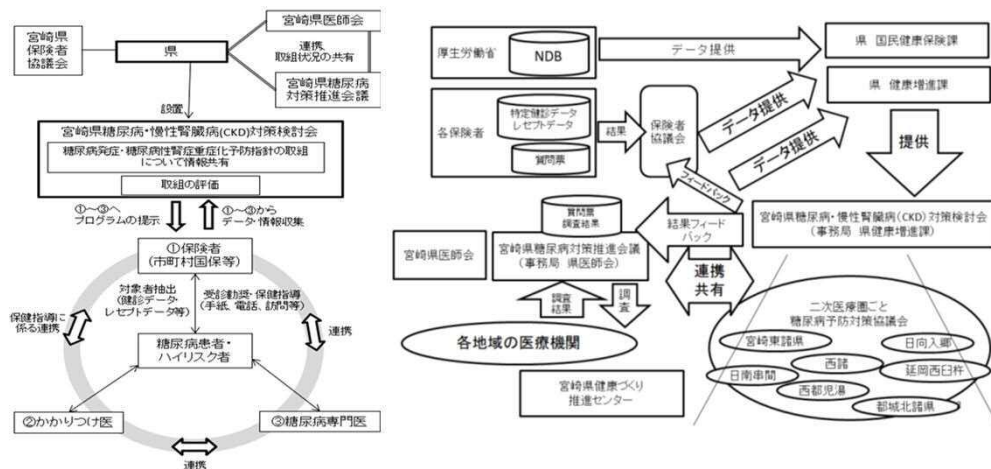 宮崎県
保険者
協議会
県
宮崎県医師会
連携、
取組状況の共有
宮崎県糖尿病
対策推進会議
設置
宮崎県糖尿病・慢性腎臓病(CKD)対策検討会
糖尿病発症・糖尿病性腎症重症化予防指針の取組
について情報共有
取組の評価
①～③へ
プログラムの提示
①～③から
データ・情報収集
①保険者
(市町村国保等)
対象者抽出
(健診データ
レセプトデータ等)
受診勧奨・保健指導
(手紙、電話、訪問等)
保健指導に
係る連携
連携
糖尿病患者・
ハイリスク者
②かかりつけ医
③糖尿病専門医
連携
厚生労働省
NDB
データ提供
県 国民健康保険課
県 健康増進課
各保険者
特定健診データ
レセプトデータ
質問票
結果
保険者
協議会
データ提供
データ提供
提供
フィードバック
質問票
調査結果
結果フィード
バック
宮崎県糖尿病・慢性腎臓病(CKD)対策検討会
(事務局 県健康増進課)
宮崎県医師会
宮崎県糖尿病対策推進会議
(事務局 県医師会)
連携
共有
調査
結果
調査
各地域の医療機関
宮崎県健康づくり
推進センター
二次医療圏ごと
糖尿病予防対策協議会
宮崎東諸県
日向入郷
西諸
日南串間
延岡西臼杵
西都児湯
都城北諸県